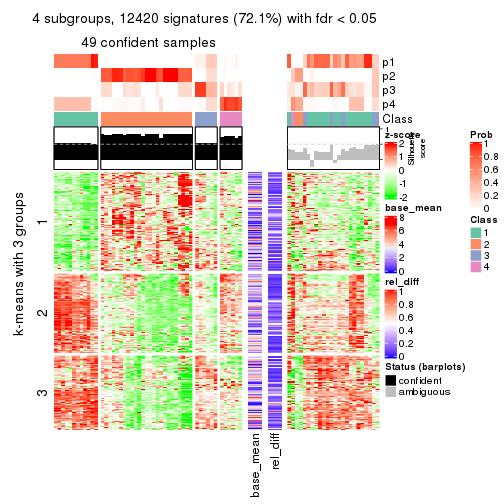 4 subgroups, 12420 signatures (72.1%) with fdr < 0.05
49 confident samples
p1
p2
p3
p4
Class
1
Silhouette
score
k-means with 3 groups
1
2
3
base_mean
rel_diff
z-score
2
1
0
-1
-2
base_mean
8
6
4
2
0
rel_diff
1
0.8
0.6
0.4
0.2
0
Status (barplots)
confident
ambiguous
Prob
1
0.8
0.6
0.4
0.2
0
Class
1
2
3
4